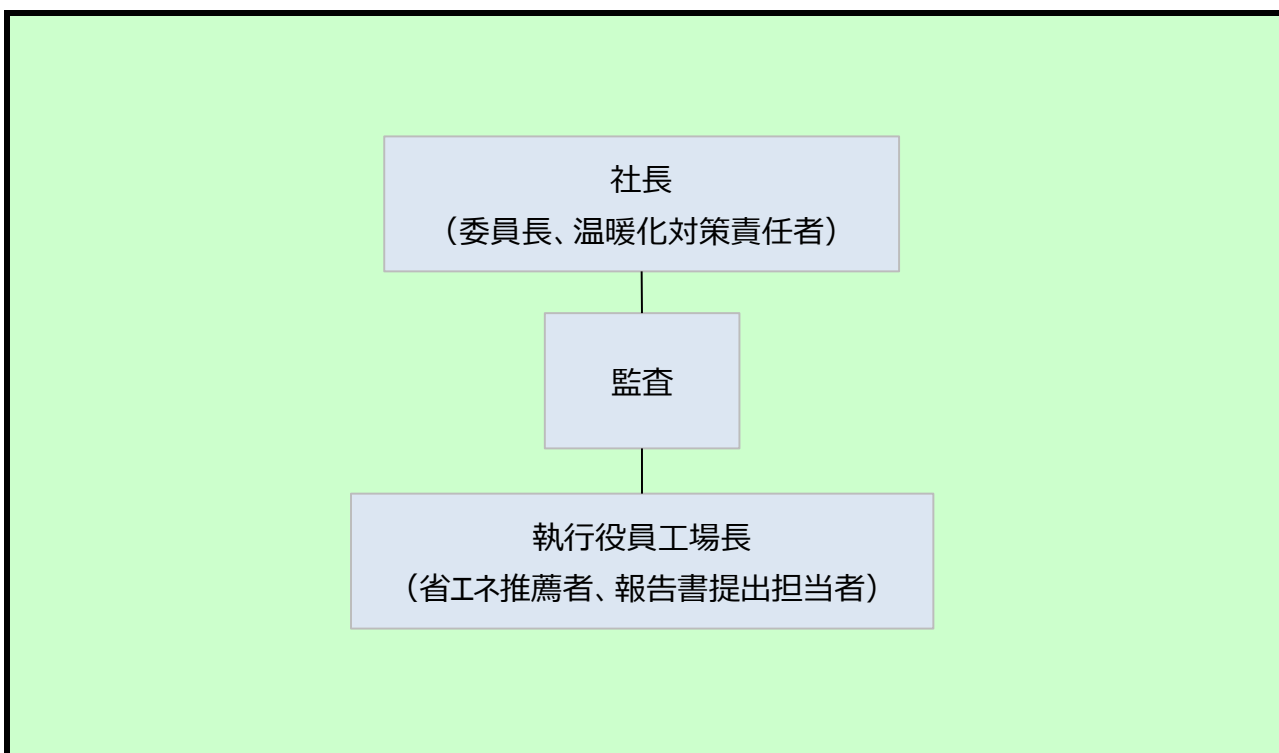 社長
（委員長、温暖化対策責任者）
監査
執行役員工場長
（省エネ推薦者、報告書提出担当者）